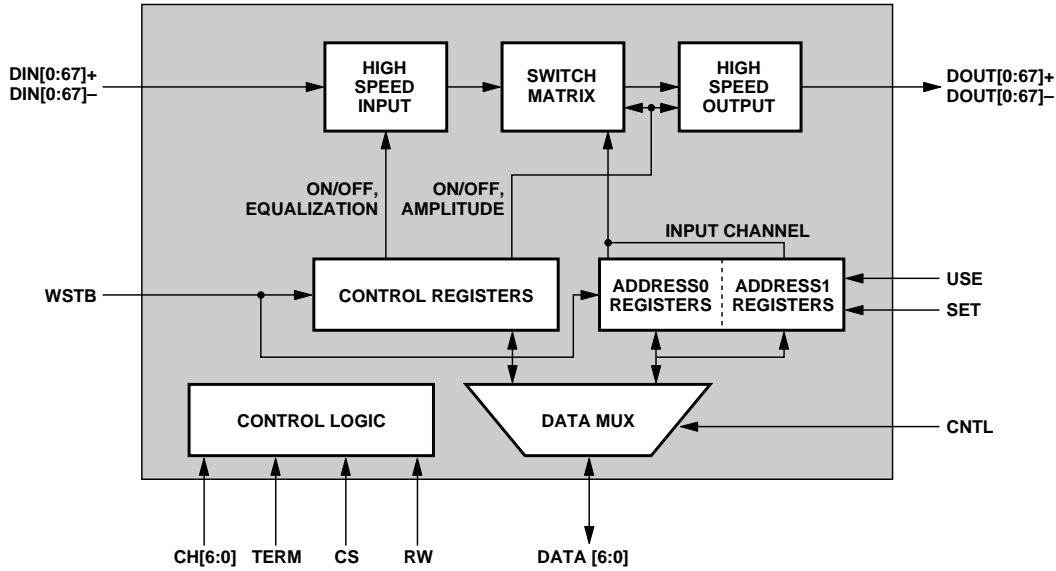 DIN[0:67]+
DIN[0:67]–
HIGH
SPEED
INPUT
SWITCH
MATRIX
HIGH
SPEED
OUTPUT
DOUT[0:67]+
DOUT[0:67]–
ON/OFF,
EQUALIZATION
ON/OFF,
AMPLITUDE
INPUT CHANNEL
WSTB
CONTROL REGISTERS
ADDRESS0
REGISTERS
ADDRESS1
REGISTERS
USE
SET
CONTROL LOGIC
DATA MUX
CNTL
CH[6:0]
TERM
CS
RW
DATA [6:0]